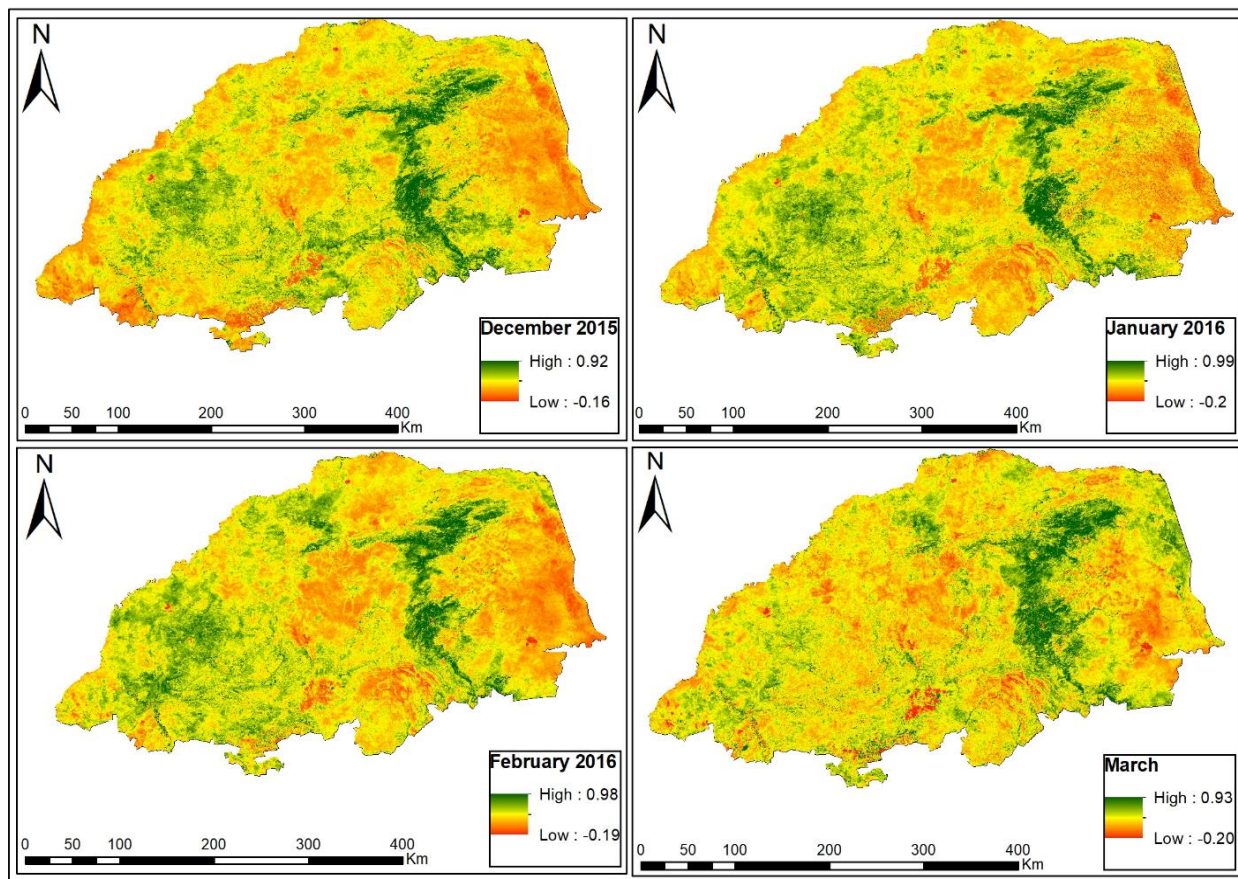 N
December 2015
High : 0.92
Low : -0.16
0 50 100 200 300 400
Km
N
January 2016
High : 0.99
Low : -0.2
0 50 100 200 300 400
Km
N
February 2016
High : 0.98
Low : -0.19
0 50 100 200 300 400
Km
N
March
High : 0.93
Low : -0.20
0 50 100 200 300 400
Km